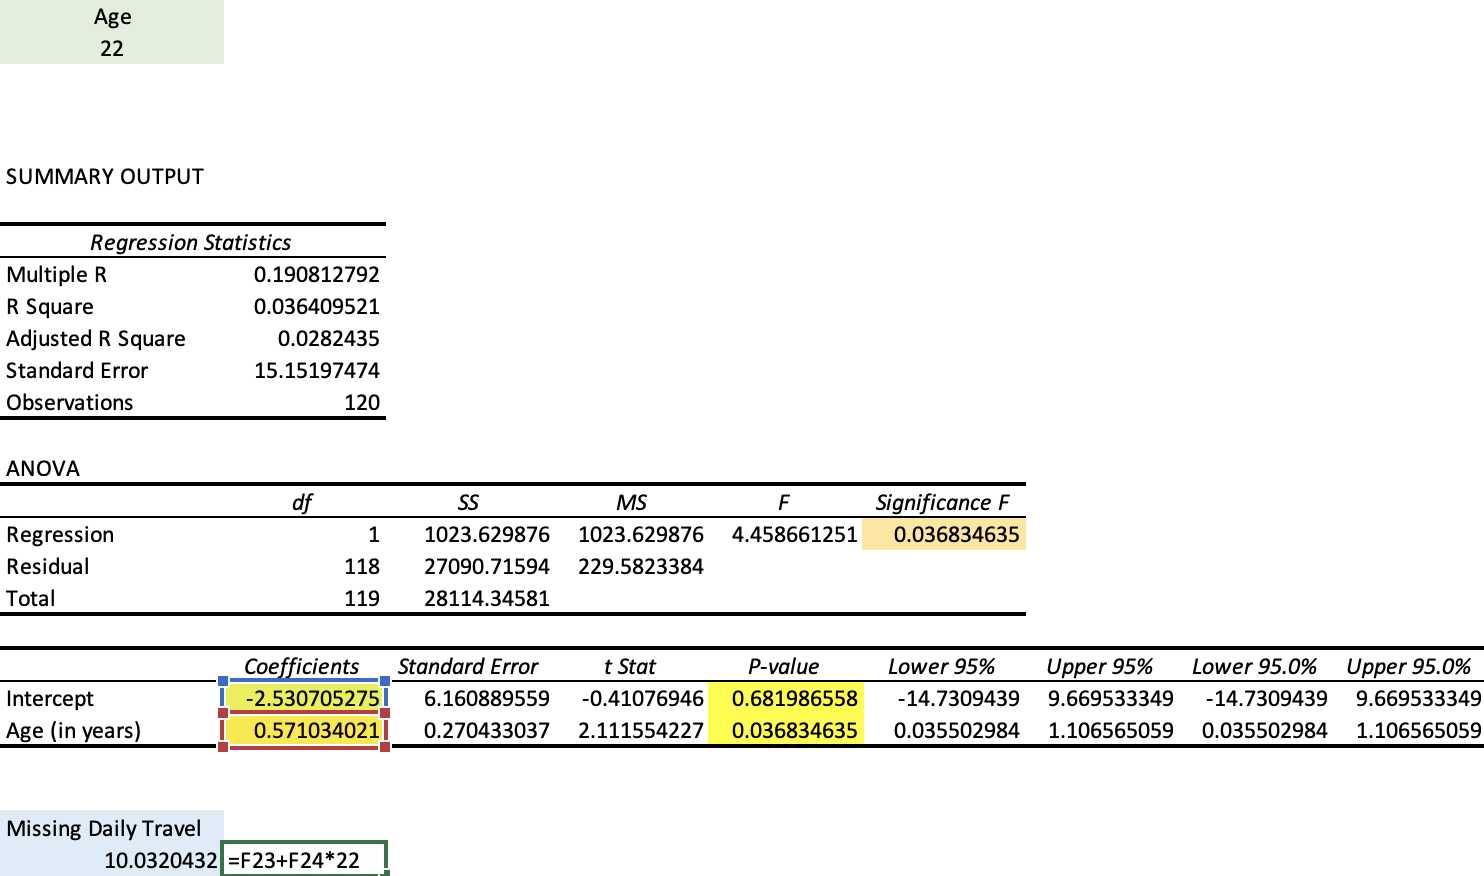 Age
22
SUMMARY OUTPUT
Regression Statistics
Multiple R 0.190812792
R Square 0.036409521
Adjusted R Square 0.0282435
Standard Error 15.15197474
Observations 120
ANOVA
df SS MS F Significance F
Regression 1 1023.629876 1023.629876 4.458661251 0.036834635
Residual 118 27090.71594 229.5823384
Total 119 28114.34581
Coefficients Standard Error t Stat P-value Lower 95% Upper 95% Lower 95.0% Upper 95.0%
Intercept -2.530705275 6.160889559 -0.41076946 0.681986558 -14.7309439 9.669533349 -14.7309439 9.669533349
Age (in years) 0.571034021 0.270433037 2.111554227 0.036834635 0.035502984 1.106565059 0.035502984 1.106565059
Missing Daily Travel
10.0320432 =F23+F24*22